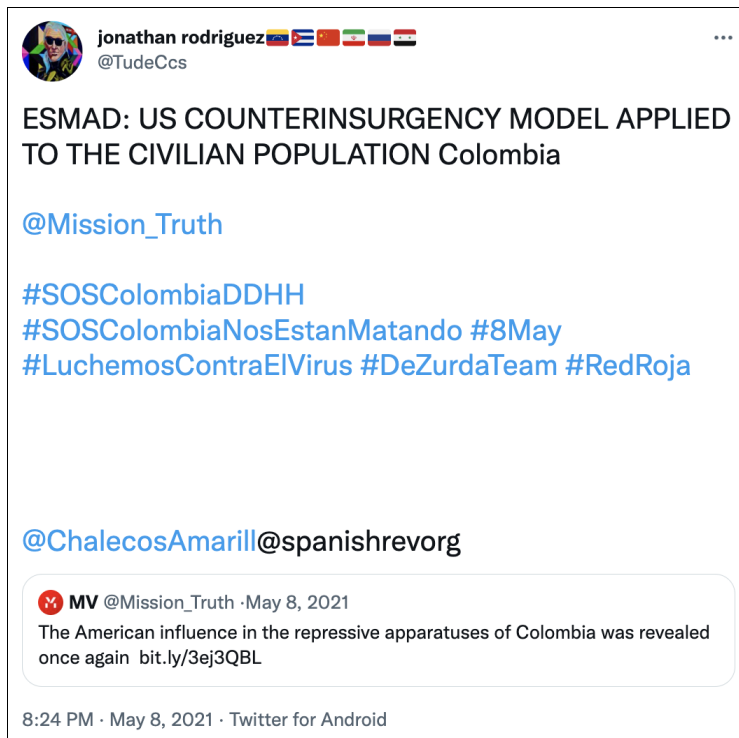 jonathan rodriguez🇻🇪🇨🇺🇨🇳🇮🇷🇷🇺🇸🇾
@TudeCcs
ESMAD: US COUNTERINSURGENCY MODEL APPLIED
TO THE CIVILIAN POPULATION Colombia
@Mission_Truth
#SOSColombiaDDHH
#SOSColombiaNosEstanMatando #8May
#LuchemosContraElVirus #DeZurdaTeam #RedRoja
@ChalecosAmarill@spanishrevorg
MV @Mission_Truth ·May 8, 2021
The American influence in the repressive apparatuses of Colombia was revealed
once again bit.ly/3ej3QBL
8:24 PM · May 8, 2021 · Twitter for Android